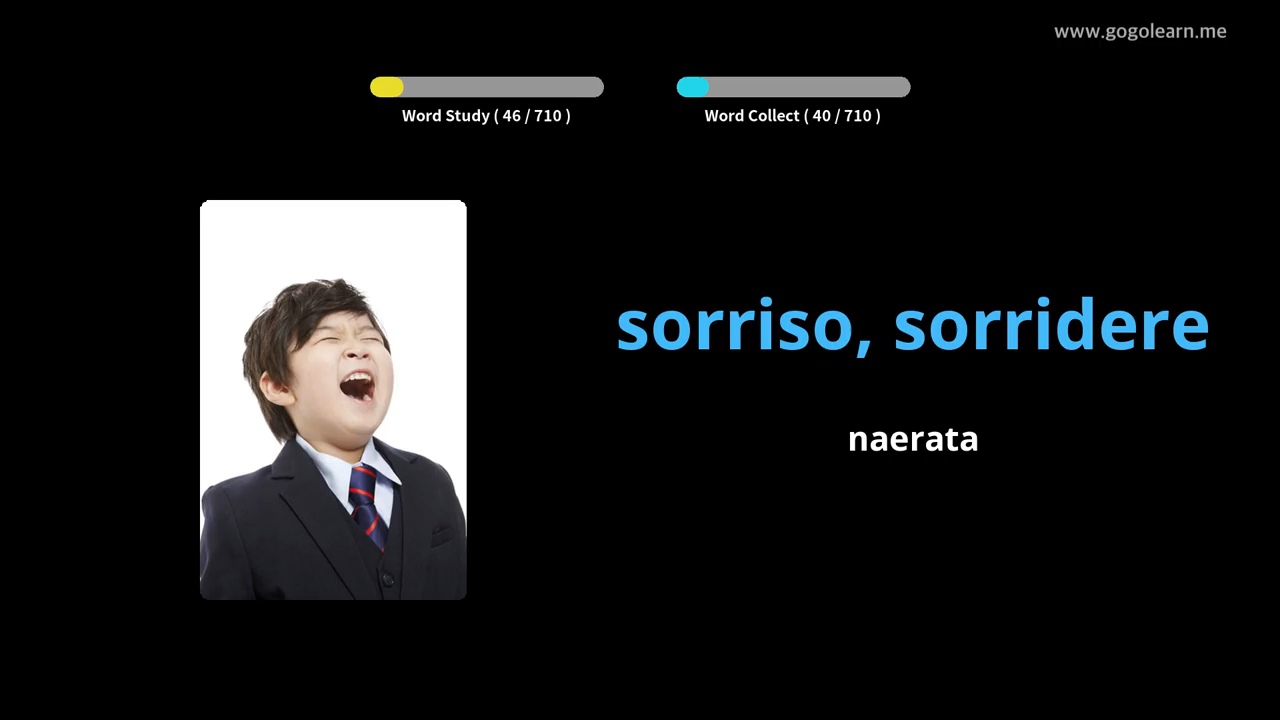 www.gogolearn.me
Word Study ( 46 / 710 )
Word Collect ( 40 / 710 )
sorriso, sorridere
naerata